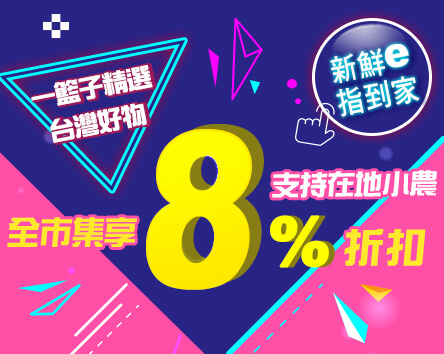 一籃子精選
台灣好物
新鮮e
指到家
支持在地小農
全市集享
8% 折扣